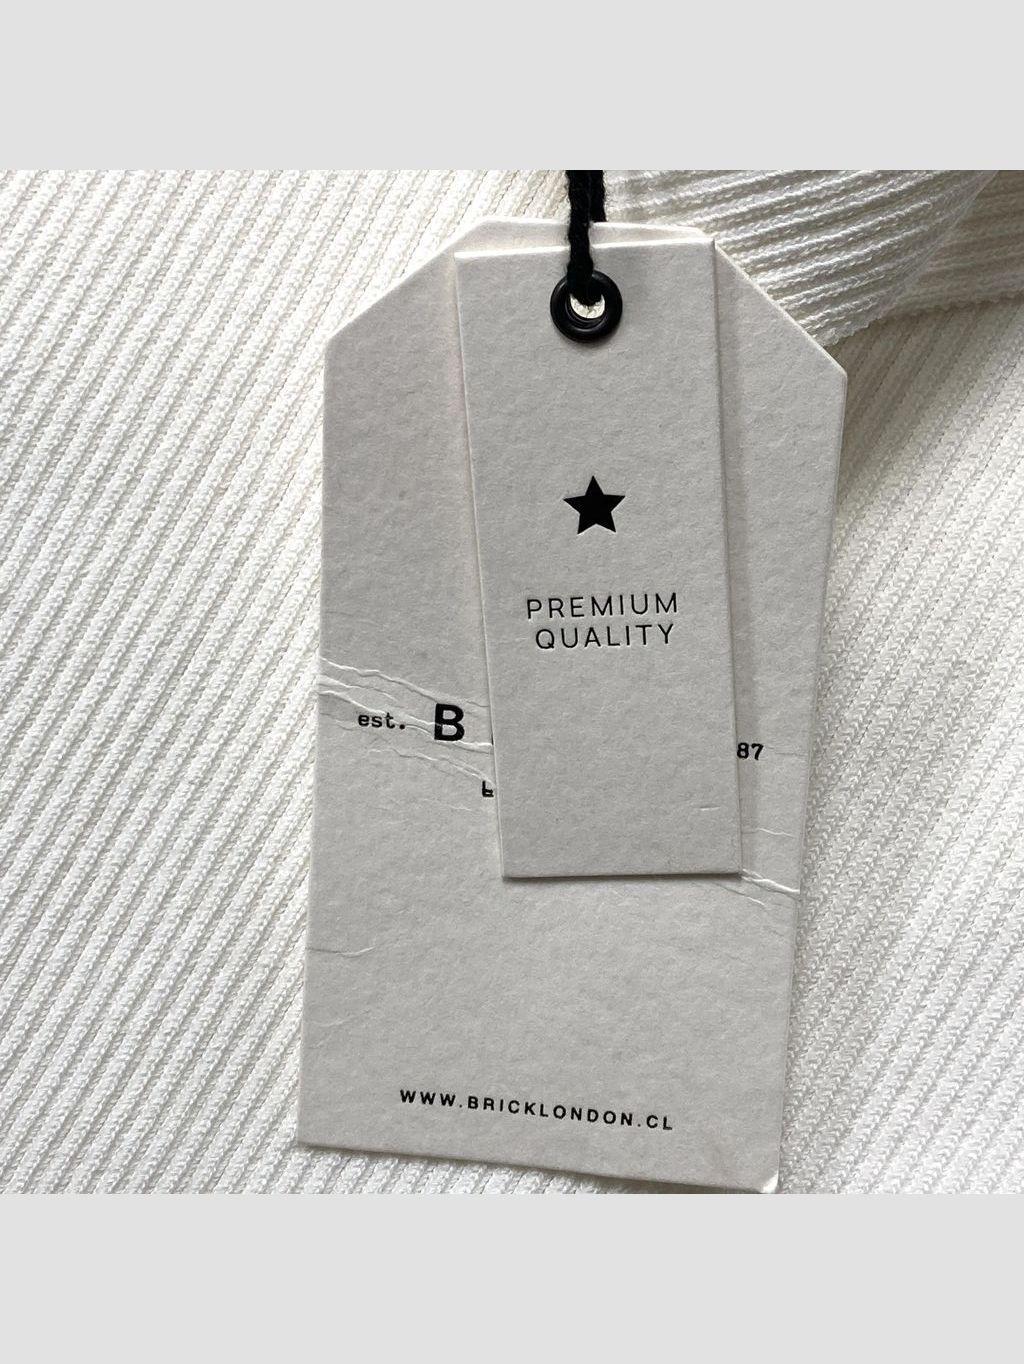 PREMIUM
QUALITY
est. B
87
WWW.BRICKLONDON.CL